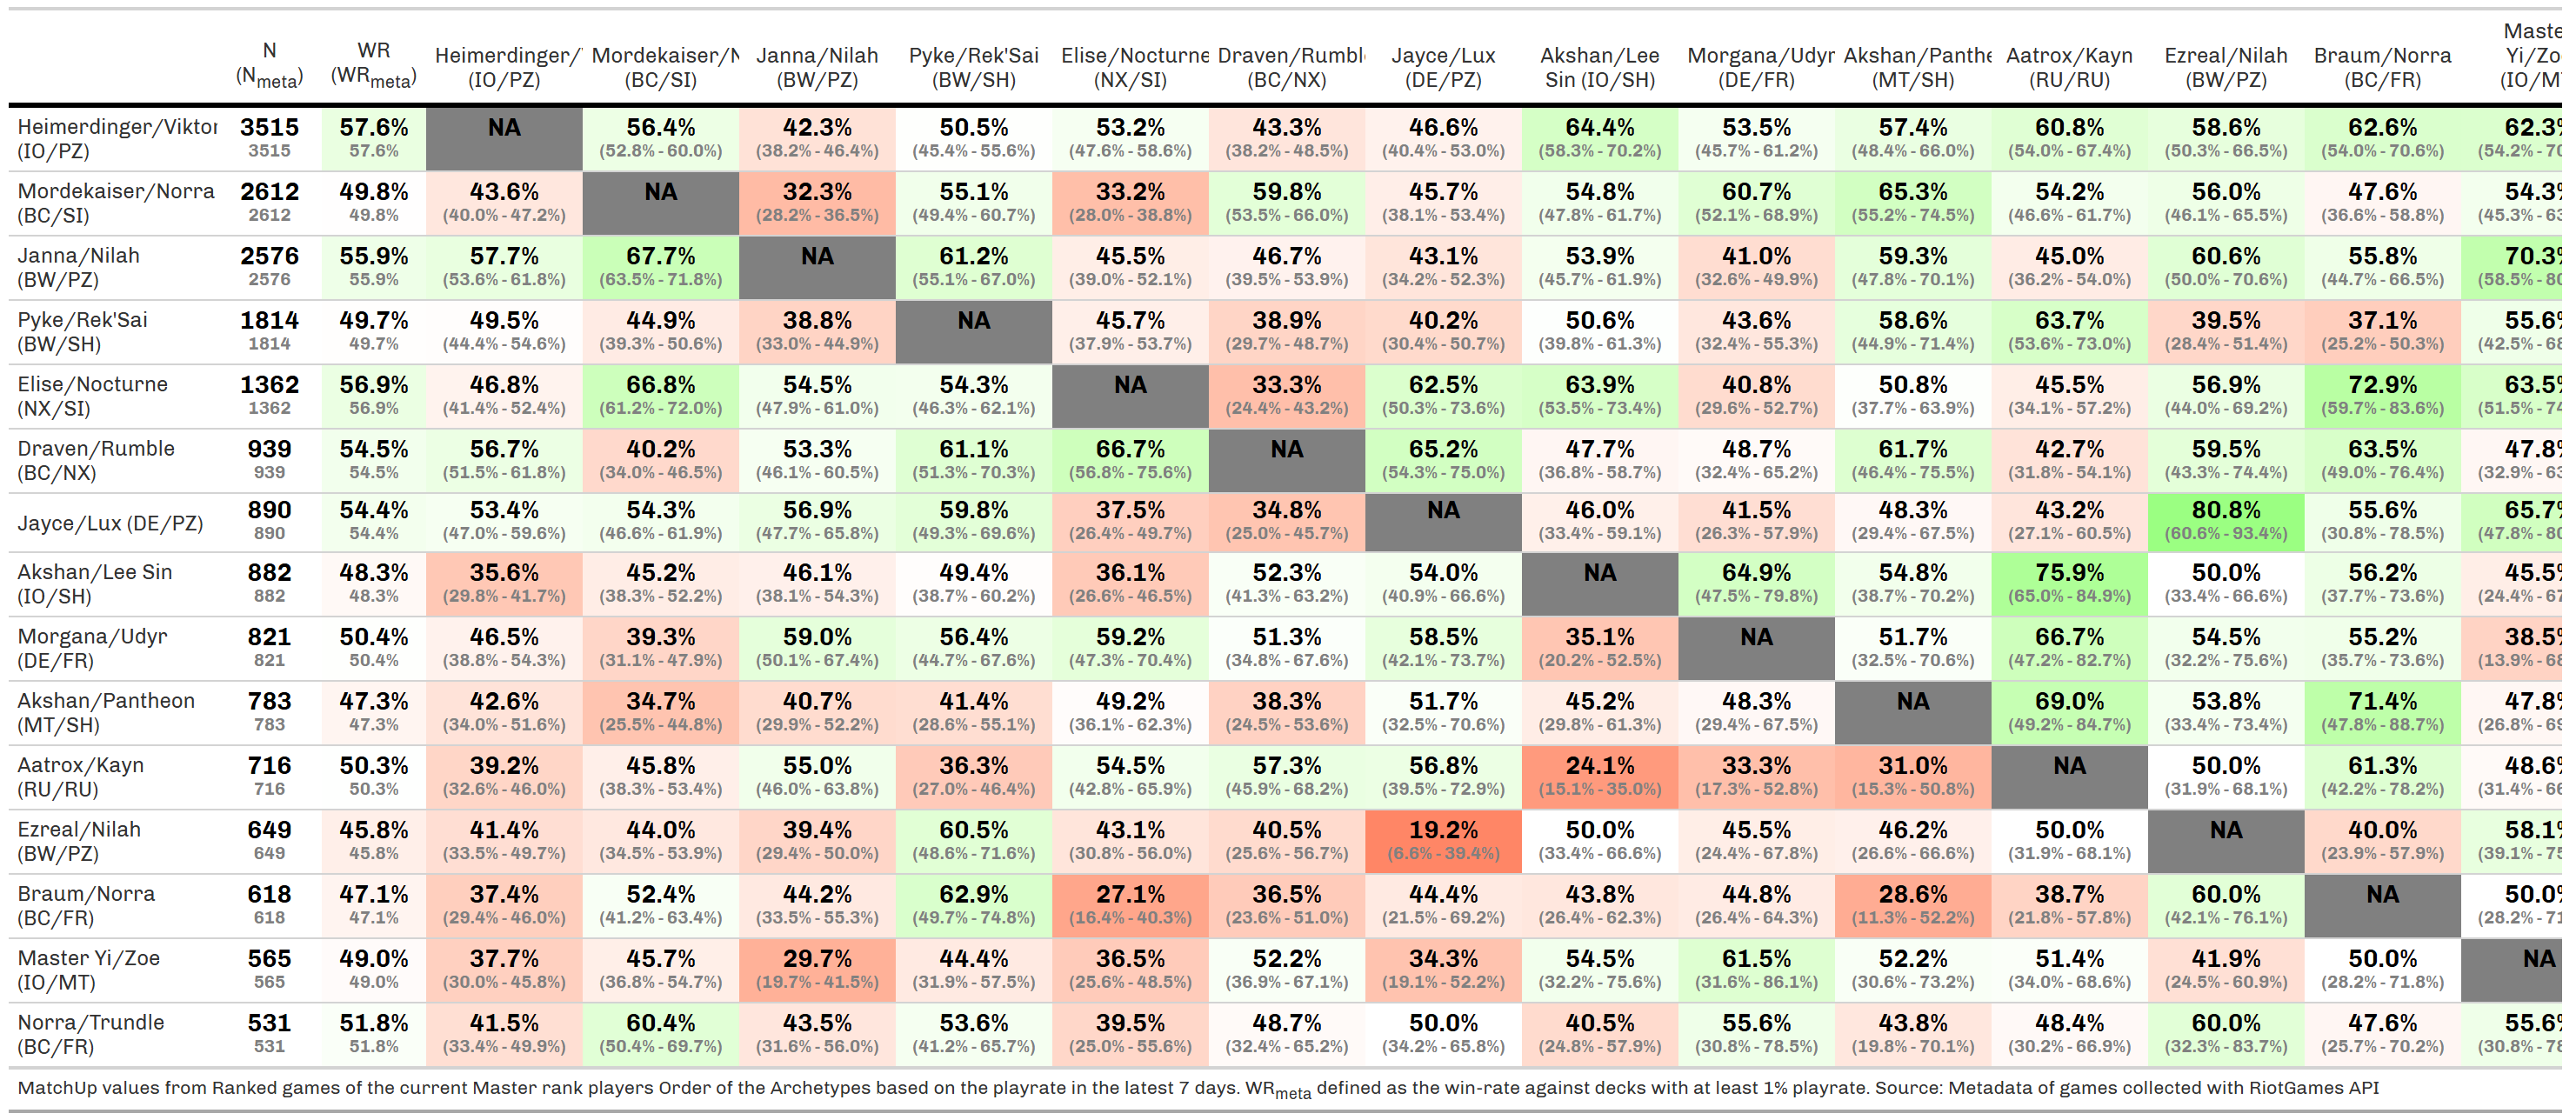 N WR Heimerdinger/ Mordekaiser/N Janna/Nilah Pyke/Rek'Sai Elise/Nocturne Draven/Rumbl Jayce/Lux Akshan/Lee Morgana/Udyr Akshan/Panthe Aatrox/Kayn Ezreal/Nilah Braum/Norra Maste
(Nmeta) (WRmeta) (IO/PZ) (BC/SI) (BW/PZ) (BW/SH) (NX/SI) (BC/NX) (DE/PZ) Sin (IO/SH) (DE/FR) (MT/SH) (RU/RU) (BW/PZ) (BC/FR) Yi/Zo
(IO/M
Heimerdinger/Viktor 3515 57.6% NA 56.4% 42.3% 50.5% 53.2% 43.3% 46.6% 64.4% 53.5% 57.4% 60.8% 58.6% 62.6% 62.3%
(IO/PZ) 3515 57.6% (52.8% - 60.0%) (38.2% - 46.4%) (45.4% - 55.6%) (47.6% - 58.6%) (38.2% - 48.5%) (40.4% - 53.0%) (58.3% - 70.2%) (45.7% - 61.2%) (48.4% - 66.0%) (54.0% - 67.4%) (50.3% - 66.5%) (54.0% - 70.6%) (54.2% - 70
Mordekaiser/Norra 2612 49.8% 43.6% NA 32.3% 55.1% 33.2% 59.8% 45.7% 54.8% 60.7% 65.3% 54.2% 56.0% 47.6% 54.3%
(BC/SI) 2612 49.8% (40.0% - 47.2%) (28.2% - 36.5%) (49.4% - 60.7%) (28.0% - 38.8%) (53.5% - 66.0%) (38.1% - 53.4%) (47.8% - 61.7%) (52.1% - 68.9%) (55.2% - 74.5%) (46.6% - 61.7%) (46.1% - 65.5%) (36.6% - 58.8%) (45.3% - 63
Janna/Nilah 2576 55.9% 57.7% 67.7% NA 61.2% 45.5% 46.7% 43.1% 53.9% 41.0% 59.3% 45.0% 60.6% 55.8% 70.3%
(BW/PZ) 2576 55.9% (53.6% - 61.8%) (63.5% - 71.8%) (55.1% - 67.0%) (39.0% - 52.1%) (39.5% - 53.9%) (34.2% - 52.3%) (45.7% - 61.9%) (32.6% - 49.9%) (47.8% - 70.1%) (36.2% - 54.0%) (50.0% - 70.6%) (44.7% - 66.5%) (58.5% - 80
Pyke/Rek'Sai 1814 49.7% 49.5% 44.9% 38.8% NA 45.7% 38.9% 40.2% 50.6% 43.6% 58.6% 63.7% 39.5% 37.1% 55.6%
(BW/SH) 1814 49.7% (44.4% - 54.6%) (39.3% - 50.6%) (33.0% - 44.9%) (37.9% - 53.7%) (29.7% - 48.7%) (30.4% - 50.7%) (39.8% - 61.3%) (32.4% - 55.3%) (44.9% - 71.4%) (53.6% - 73.0%) (28.4% - 51.4%) (25.2% - 50.3%) (42.5% - 68
Elise/Nocturne 1362 56.9% 46.8% 66.8% 54.5% 54.3% NA 33.3% 62.5% 63.9% 40.8% 50.8% 45.5% 56.9% 72.9% 63.5%
(NX/SI) 1362 56.9% (41.4% - 52.4%) (61.2% - 72.0%) (47.9% - 61.0%) (46.3% - 62.1%) (24.4% - 43.2%) (50.3% - 73.6%) (53.5% - 73.4%) (29.6% - 52.7%) (37.7% - 63.9%) (34.1% - 57.2%) (44.0% - 69.2%) (59.7% - 83.6%) (51.5% - 74
Draven/Rumble 939 54.5% 56.7% 40.2% 53.3% 61.1% 66.7% NA 65.2% 47.7% 48.7% 61.7% 42.7% 59.5% 63.5% 47.8%
(BC/NX) 939 54.5% (51.5% - 61.8%) (34.0% - 46.5%) (46.1% - 60.5%) (51.3% - 70.3%) (56.8% - 75.6%) (54.3% - 75.0%) (36.8% - 58.7%) (32.4% - 65.2%) (46.4% - 75.5%) (31.8% - 54.1%) (43.3% - 74.4%) (49.0% - 76.4%) (32.9% - 63
Jayce/Lux (DE/PZ) 890 54.4% 53.4% 54.3% 56.9% 59.8% 37.5% 34.8% NA 46.0% 41.5% 48.3% 43.2% 80.8% 55.6% 65.7%
890 54.4% (47.0% - 59.6%) (46.6% - 61.9%) (47.7% - 65.8%) (49.3% - 69.6%) (26.4% - 49.7%) (25.0% - 45.7%) (33.4% - 59.1%) (26.3% - 57.9%) (29.4% - 67.5%) (27.1% - 60.5%) (60.6% - 93.4%) (30.8% - 78.5%) (47.8% - 80
Akshan/Lee Sin 882 48.3% 35.6% 45.2% 46.1% 49.4% 36.1% 52.3% 54.0% NA 64.9% 54.8% 75.9% 50.0% 56.2% 45.5%
(IO/SH) 882 48.3% (29.8% - 41.7%) (38.3% - 52.2%) (38.1% - 54.3%) (38.7% - 60.2%) (26.6% - 46.5%) (41.3% - 63.2%) (40.9% - 66.6%) (47.5% - 79.8%) (38.7% - 70.2%) (65.0% - 84.9%) (33.4% - 66.6%) (37.7% - 73.6%) (24.4% - 67
Morgana/Udyr 821 50.4% 46.5% 39.3% 59.0% 56.4% 59.2% 51.3% 58.5% 35.1% NA 51.7% 66.7% 54.5% 55.2% 38.5%
(DE/FR) 821 50.4% (38.8% - 54.3%) (31.1% - 47.9%) (50.1% - 67.4%) (44.7% - 67.6%) (47.3% - 70.4%) (34.8% - 67.6%) (42.1% - 73.7%) (20.2% - 52.5%) (32.5% - 70.6%) (47.2% - 82.7%) (32.2% - 75.6%) (35.7% - 73.6%) (13.9% - 68
Akshan/Pantheon 783 47.3% 42.6% 34.7% 40.7% 41.4% 49.2% 38.3% 51.7% 45.2% 48.3% NA 69.0% 53.8% 71.4% 47.8%
(MT/SH) 783 47.3% (34.0% - 51.6%) (25.5% - 44.8%) (29.9% - 52.2%) (28.6% - 55.1%) (36.1% - 62.3%) (24.5% - 53.6%) (32.5% - 70.6%) (29.8% - 61.3%) (29.4% - 67.5%) (49.2% - 84.7%) (33.4% - 73.4%) (47.8% - 88.7%) (26.8% - 69
Aatrox/Kayn 716 50.3% 39.2% 45.8% 55.0% 36.3% 54.5% 57.3% 56.8% 24.1% 33.3% 31.0% NA 50.0% 61.3% 48.6%
(RU/RU) 716 50.3% (32.6% - 46.0%) (38.3% - 53.4%) (46.0% - 63.8%) (27.0% - 46.4%) (42.8% - 65.9%) (45.9% - 68.2%) (39.5% - 72.9%) (15.1% - 35.0%) (17.3% - 52.8%) (15.3% - 50.8%) (31.9% - 68.1%) (42.2% - 78.2%) (31.4% - 66
Ezreal/Nilah 649 45.8% 41.4% 44.0% 39.4% 60.5% 43.1% 40.5% 19.2% 50.0% 45.5% 46.2% 50.0% NA 40.0% 58.1%
(BW/PZ) 649 45.8% (33.5% - 49.7%) (34.5% - 53.9%) (29.4% - 50.0%) (48.6% - 71.6%) (30.8% - 56.0%) (25.6% - 56.7%) (6.6% - 39.4%) (33.4% - 66.6%) (24.4% - 67.8%) (26.6% - 66.6%) (31.9% - 68.1%) (23.9% - 57.9%) (39.1% - 75
Braum/Norra 618 47.1% 37.4% 52.4% 44.2% 62.9% 27.1% 36.5% 44.4% 43.8% 44.8% 28.6% 38.7% 60.0% NA 50.0%
(BC/FR) 618 47.1% (29.4% - 46.0%) (41.2% - 63.4%) (33.5% - 55.3%) (49.7% - 74.8%) (16.4% - 40.3%) (23.6% - 51.0%) (21.5% - 69.2%) (26.4% - 62.3%) (26.4% - 64.3%) (11.3% - 52.2%) (21.8% - 57.8%) (42.1% - 76.1%) (28.2% - 71
Master Yi/Zoe 565 49.0% 37.7% 45.7% 29.7% 44.4% 36.5% 52.2% 34.3% 54.5% 61.5% 52.2% 51.4% 41.9% 50.0% NA
(IO/MT) 565 49.0% (30.0% - 45.8%) (36.8% - 54.7%) (19.7% - 41.5%) (31.9% - 57.5%) (25.6% - 48.5%) (36.9% - 67.1%) (19.1% - 52.2%) (32.2% - 75.6%) (31.6% - 86.1%) (30.6% - 73.2%) (34.0% - 68.6%) (24.5% - 60.9%) (28.2% - 71.8%)
Norra/Trundle 531 51.8% 41.5% 60.4% 43.5% 53.6% 39.5% 48.7% 50.0% 40.5% 55.6% 43.8% 48.4% 60.0% 47.6% 55.6%
(BC/FR) 531 51.8% (33.4% - 49.9%) (50.4% - 69.7%) (31.6% - 56.0%) (41.2% - 65.7%) (25.0% - 55.6%) (32.4% - 65.2%) (34.2% - 65.8%) (24.8% - 57.9%) (30.8% - 78.5%) (19.8% - 70.1%) (30.2% - 66.9%) (32.3% - 83.7%) (25.7% - 70.2%) (30.8% - 78
MatchUp values from Ranked games of the current Master rank players Order of the Archetypes based on the playrate in the latest 7 days. WRmeta defined as the win-rate against decks with at least 1% playrate. Source: Metadata of games collected with RiotGames API